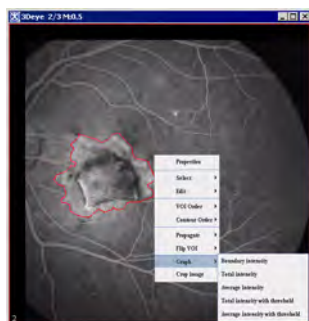 3Deye 2/3 M:0.5
Properties
Select
Edit
VOI Order
Contour Order
Propagate
Flip VOI
Graph
Boundary intensity
Crop image
Total intensity
Average intensity
Total intensity with threshold
Average intensity with threshold
2